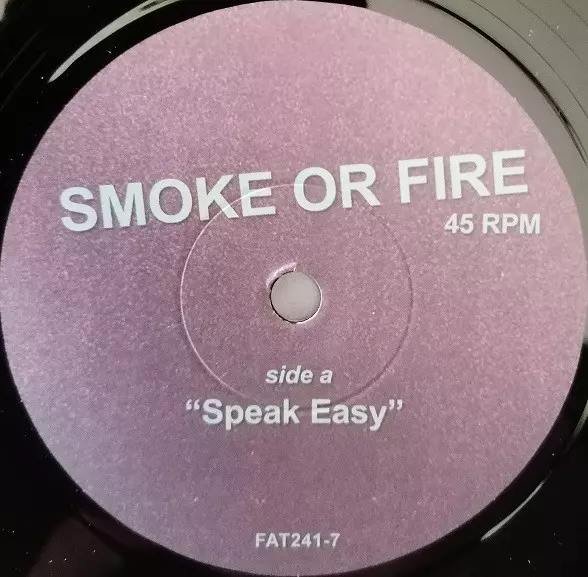 SMOKE OR FIRE
45 RPM
side a
“Speak Easy”
FAT241-7